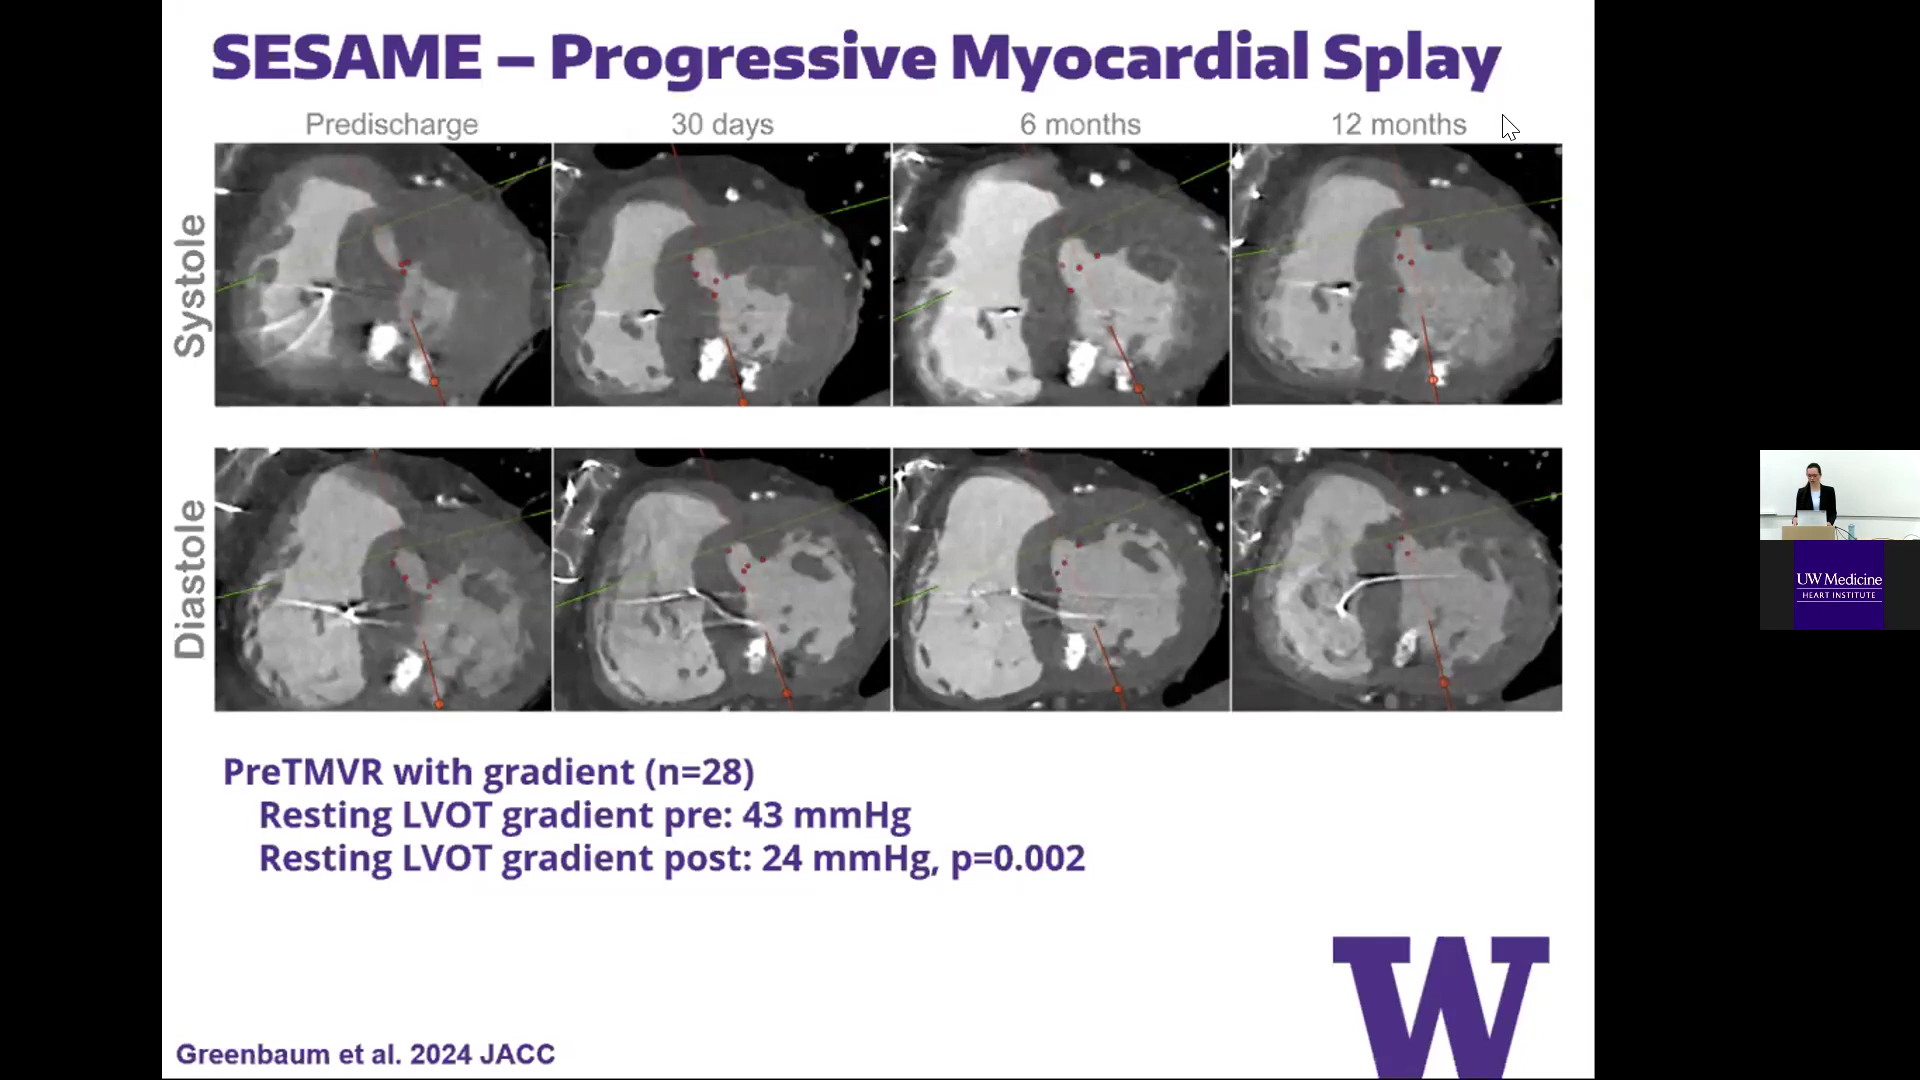 SESAME – Progressive Myocardial Splay
Predischarge 30 days 6 months 12 months
Systole
Diastole
PreTMVR with gradient (n=28)
Resting LVOT gradient pre: 43 mmHg
Resting LVOT gradient post: 24 mmHg, p=0.002
W
Greenbaum et al. 2024 JACC
UW Medicine
HEART INSTITUTE